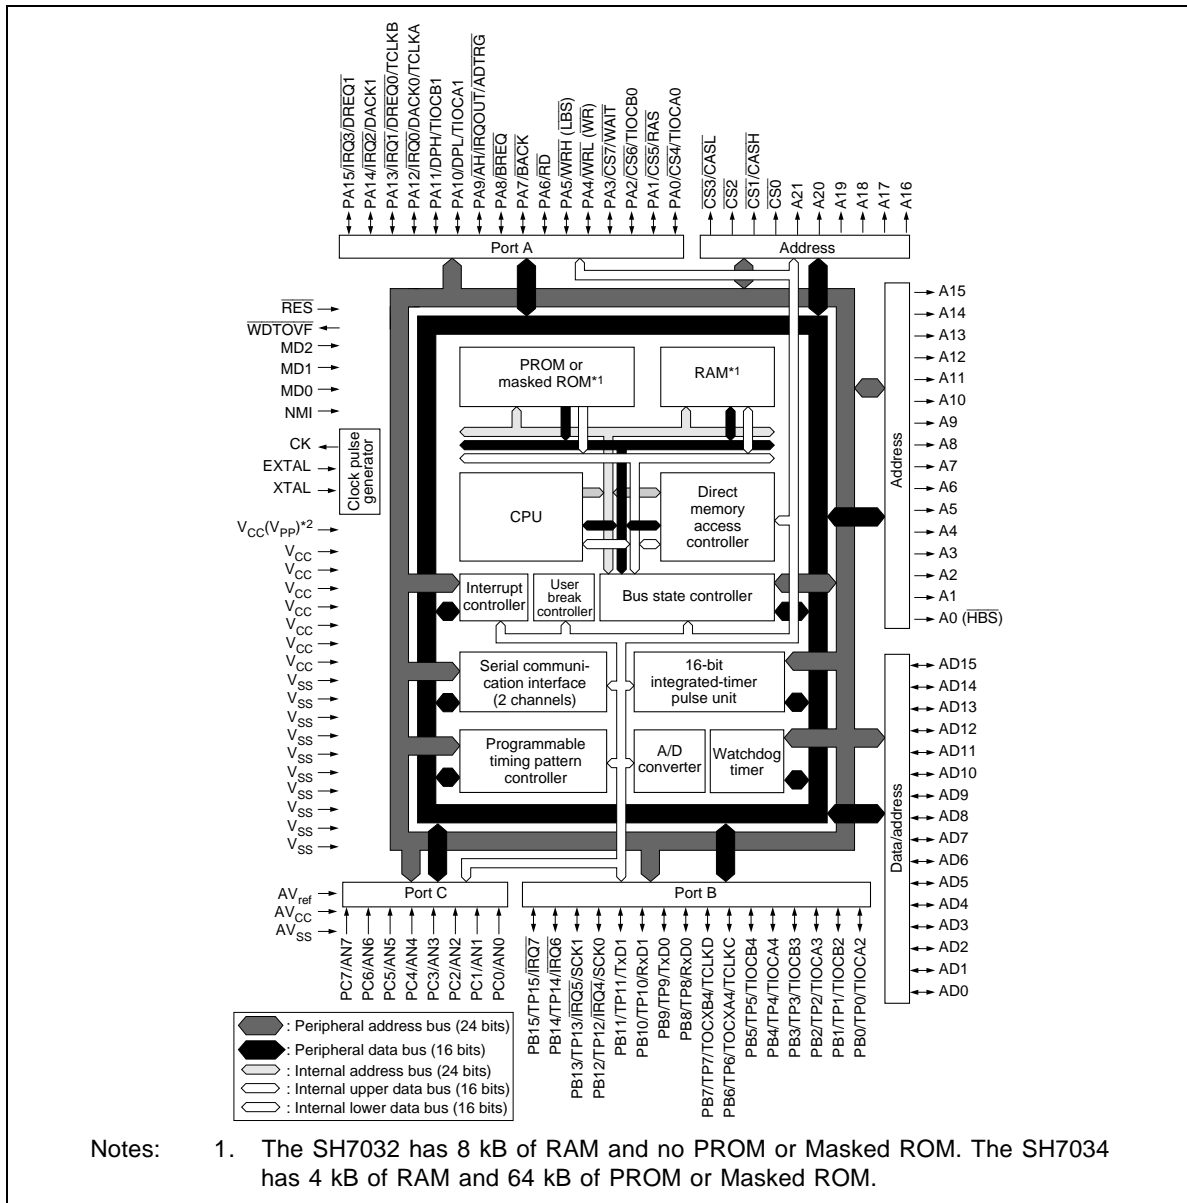 PA15/IRQ3/DREQ1
PA14/IRQ2/DACK1
PA13/IRQ1/DREQ0/TCLKB
PA12/IRQ0/DACK0/TCLKA
PA11/DPH/TIOCB1
PA10/DPL/TIOCA1
PA9/AH/IRQOUT/ADTRG
PA8/BREQ
PA7/BACK
PA6/RD
PA5/WRH (LBS)
PA4/WRL (WR)
PA3/CS7/WAIT
PA2/CS6/TIOCB0
PA1/CS5/RAS
PA0/CS4/TIOCA0
CS3/CASL
CS2
CS1/CASH
CS0
A21
A20
A19
A18
A17
A16
Port A
Address
RES
WDTOVF
MD2
MD1
MD0
NMI
CK
EXTAL
XTAL
Clock pulse
generator
VCC(VPP)*2
VCC
VCC
VCC
VCC
VCC
VCC
VCC
VSS
VSS
VSS
VSS
VSS
VSS
VSS
VSS
VSS
VSS
AVref
AVCC
AVSS
PROM or
masked ROM*1
RAM*1
CPU
Direct
memory
access
controller
Interrupt
controller
User
break
controller
Bus state controller
Serial communi-
cation interface
(2 channels)
16-bit
integrated-timer
pulse unit
Programmable
timing pattern
controller
A/D
converter
Watchdog
timer
Address
A15
A14
A13
A12
A11
A10
A9
A8
A7
A6
A5
A4
A3
A2
A1
A0 (HBS)
Data/address
AD15
AD14
AD13
AD12
AD11
AD10
AD9
AD8
AD7
AD6
AD5
AD4
AD3
AD2
AD1
AD0
Port C
Port B
PC7/AN7
PC6/AN6
PC5/AN5
PC4/AN4
PC3/AN3
PC2/AN2
PC1/AN1
PC0/AN0
PB15/TP15/IRQ7
PB14/TP14/IRQ6
PB13/TP13/IRQ5/SCK1
PB12/TP12/IRQ4/SCK0
PB11/TP11/TxD1
PB10/TP10/RxD1
PB9/TP9/TxD0
PB8/TP8/RxD0
PB7/TP7/TOCXB4/TCLKD
PB6/TP6/TOCXA4/TCLKC
PB5/TP5/TIOCB4
PB4/TP4/TIOCA4
PB3/TP3/TIOCB3
PB2/TP2/TIOCA3
PB1/TP1/TIOCB2
PB0/TP0/TIOCA2
: Peripheral address bus (24 bits)
: Peripheral data bus (16 bits)
: Internal address bus (24 bits)
: Internal upper data bus (16 bits)
: Internal lower data bus (16 bits)
Notes: 1. The SH7032 has 8 kB of RAM and no PROM or Masked ROM. The SH7034
has 4 kB of RAM and 64 kB of PROM or Masked ROM.